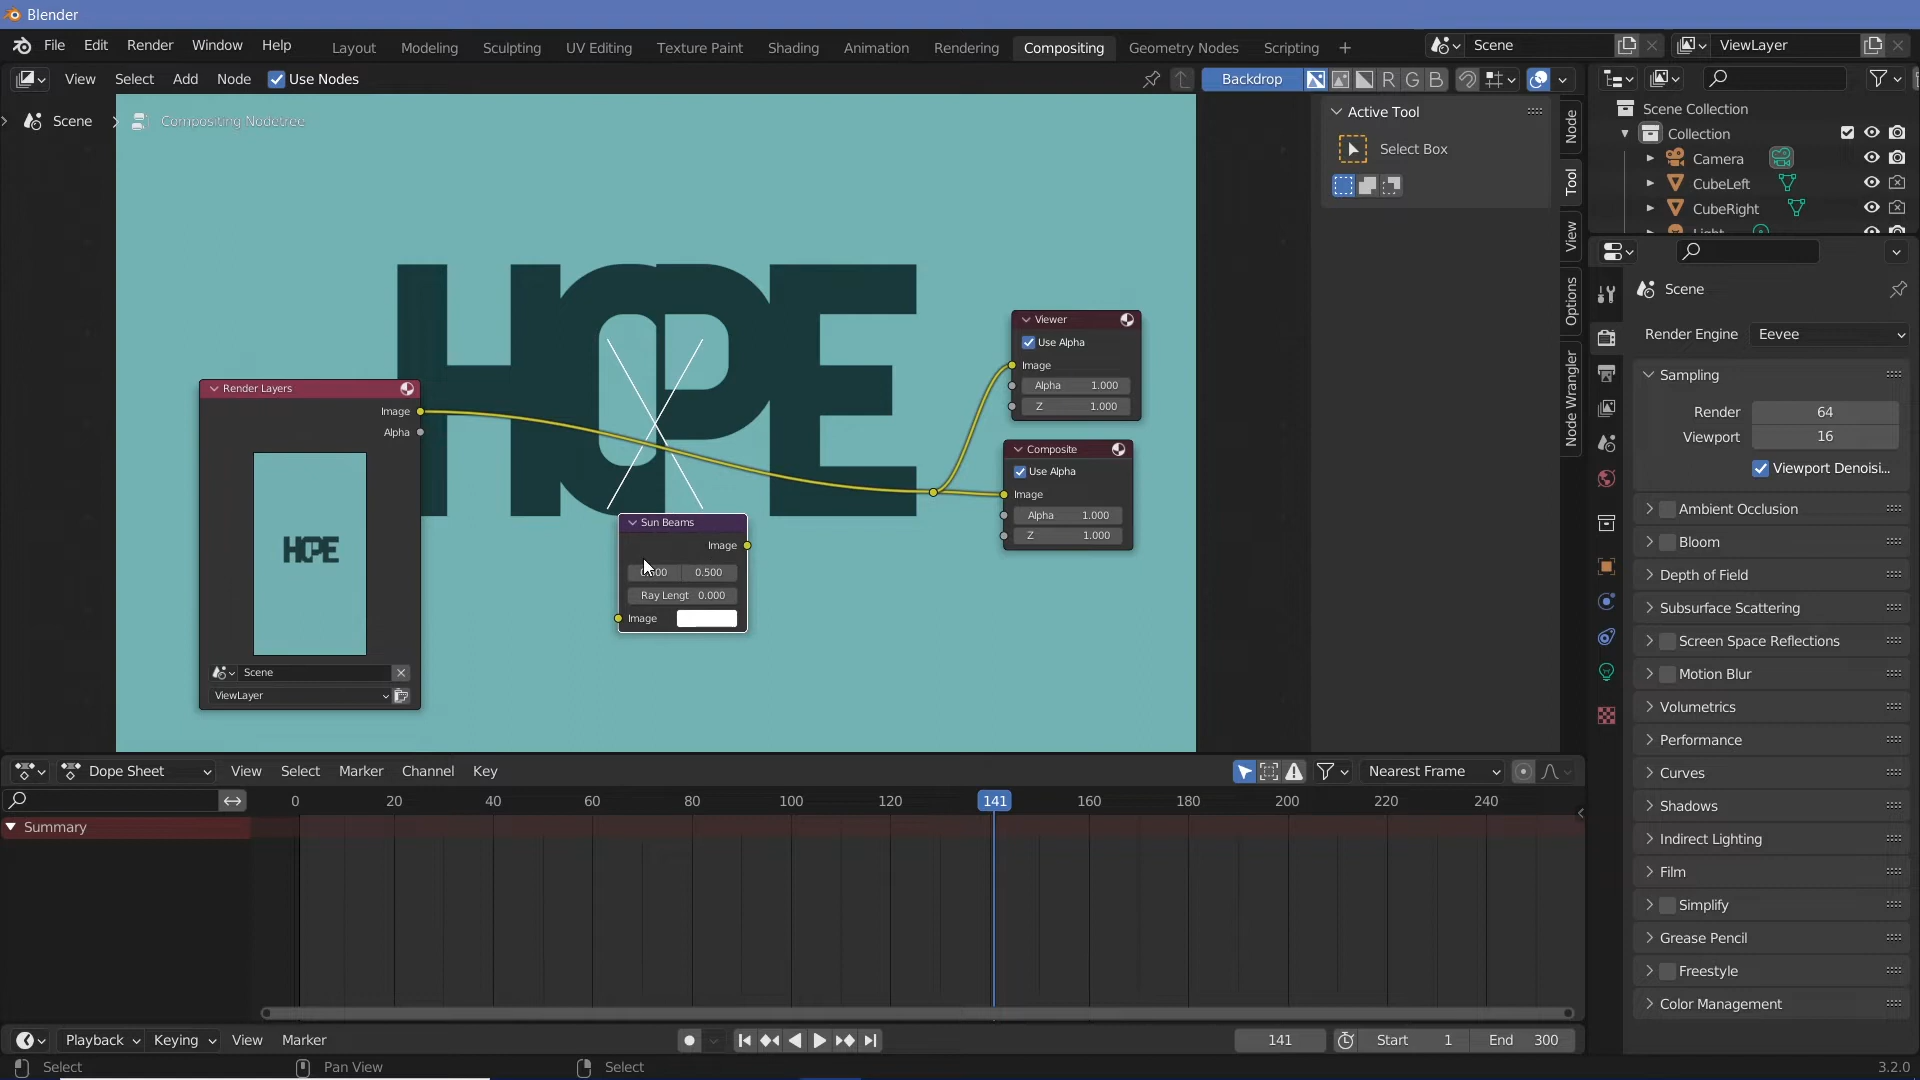 Blender
File Edit Render Window Help Layout Modeling Sculpting UV Editing Texture Paint Shading Animation Rendering Compositing Geometry Nodes Scripting + Scene ViewLayer
View Select Add Node Use Nodes Backdrop R G B
Scene Compositing Nodetree
HOPE
Render Layers
Image
Alpha
HOPE
Scene
ViewLayer
Sun Beams
Image
0.500
Ray Lengt 0.000
Image
Viewer
Use Alpha
Image
Alpha 1.000
Z 1.000
Composite
Use Alpha
Image
Alpha 1.000
Z 1.000
Active Tool
Select Box
Node
Tool
View
Options
Node Wrangler
Scene Collection
Collection
Camera
CubeLeft
CubeRight
Light
Scene
Render Engine Eevee
Sampling
Render 64
Viewport 16
Viewport Denoisi...
Ambient Occlusion
Bloom
Depth of Field
Subsurface Scattering
Screen Space Reflections
Motion Blur
Volumetrics
Performance
Curves
Shadows
Indirect Lighting
Film
Simplify
Grease Pencil
Freestyle
Color Management
Dope Sheet View Select Marker Channel Key Nearest Frame
0 20 40 60 80 100 120 141 160 180 200 220 240
Summary
Playback Keying View Marker 141 Start 1 End 300
Select Pan View Select 3.2.0